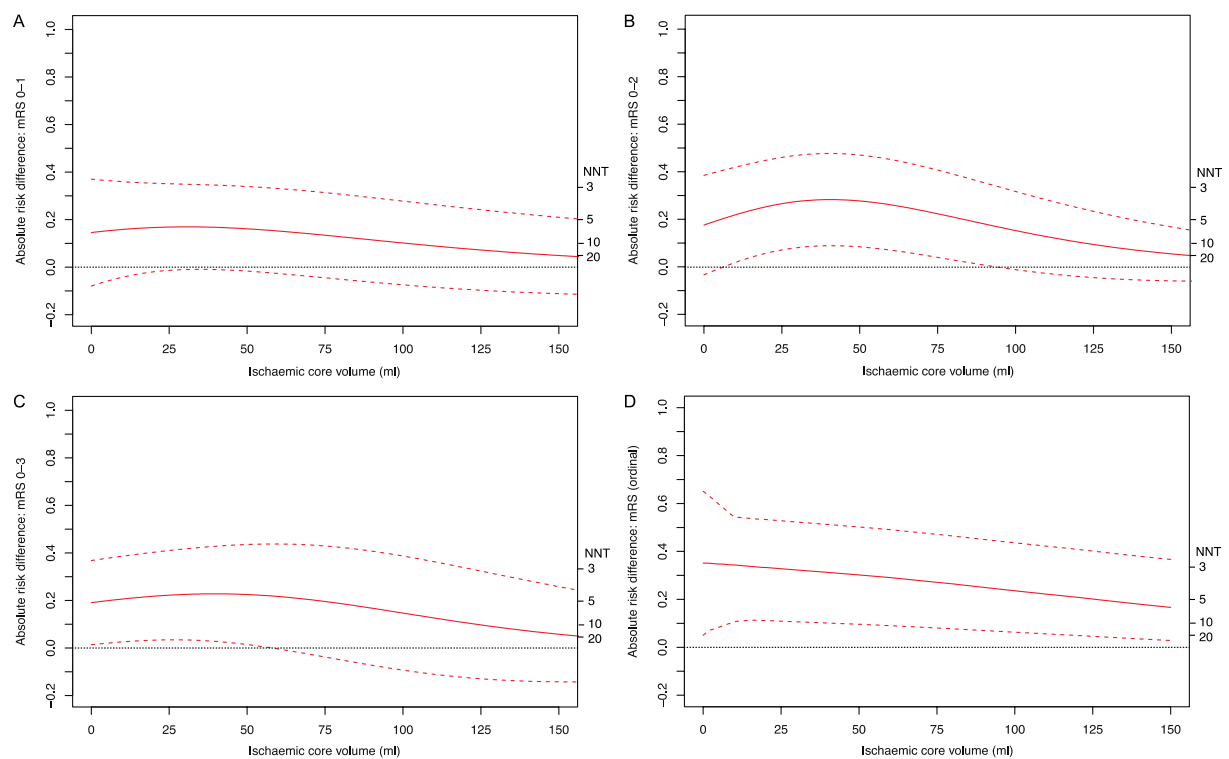 A
Absolute risk difference: mRS 0–1
1.0
0.8
0.6
0.4
0.2
0.0
−0.2
NNT
3
5
10
20
0 25 50 75 100 125 150
Ischaemic core volume (ml)
B
Absolute risk difference: mRS 0–2
1.0
0.8
0.6
0.4
0.2
0.0
−0.2
NNT
3
5
10
20
0 25 50 75 100 125 150
Ischaemic core volume (ml)
C
Absolute risk difference: mRS 0–3
1.0
0.8
0.6
0.4
0.2
0.0
−0.2
NNT
3
5
10
20
0 25 50 75 100 125 150
Ischaemic core volume (ml)
D
Absolute risk difference: mRS (ordinal)
1.0
0.8
0.6
0.4
0.2
0.0
−0.2
NNT
3
5
10
20
0 25 50 75 100 125 150
Ischaemic core volume (ml)